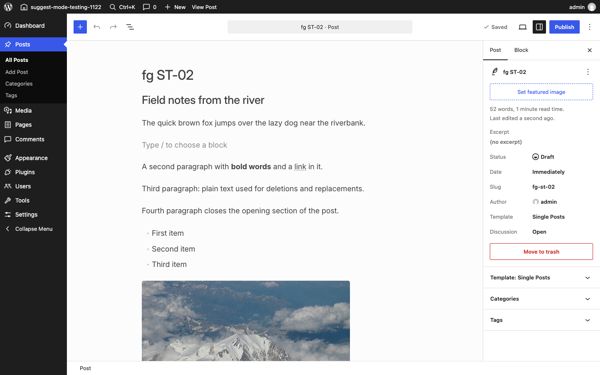 suggest-mode-testing-1122 Ctrl+K 0 New View Post admin
Dashboard
Posts
All Posts
Add Post
Categories
Tags
Media
Pages
Comments
Appearance
Plugins
Users
Tools
Settings
Collapse Menu
fg ST-02 · Post
Saved
Publish
fg ST-02
Field notes from the river
The quick brown fox jumps over the lazy dog near the riverbank.
Type / to choose a block
A second paragraph with bold words and a link in it.
Third paragraph: plain text used for deletions and replacements.
Fourth paragraph closes the opening section of the post.
First item
Second item
Third item
Post Block
fg ST-02
Set featured image
52 words, 1 minute read time.
Last edited a second ago.
Excerpt
(no excerpt)
Status Draft
Date Immediately
Slug fg-st-02
Author admin
Template Single Posts
Discussion Open
Move to trash
Template: Single Posts
Categories
Tags
Post